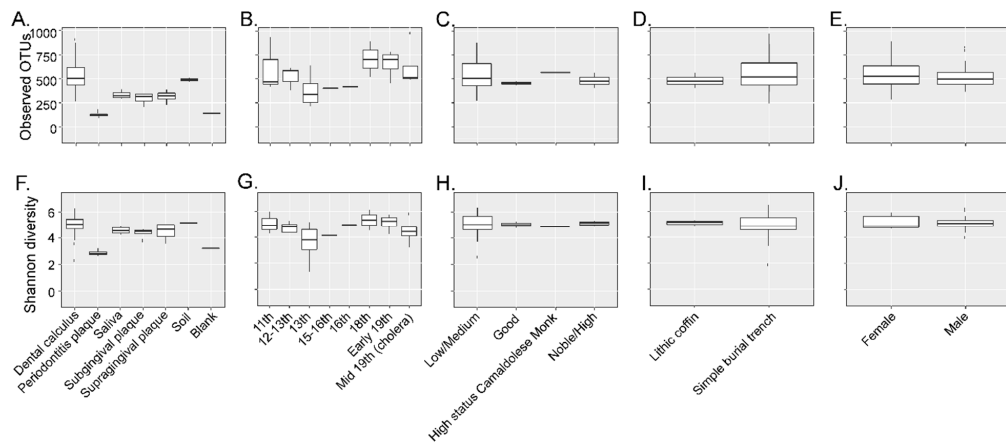 A.
B.
C.
D.
E.
Observed OTUs
1000
750
500
250
0
F.
G.
H.
I.
J.
Shannon diversity
6
4
2
0
Dental calculus
Periodontitis plaque
Saliva
Subgingival plaque
Supragingival plaque
Soil
Blank
11th
12-13th
13th
15-16th
16th
18th
Early 19th
Mid 19th (cholera)
Low/Medium
Good
High status Camaldolese Monk
Noble/High
Lithic coffin
Simple burial trench
Female
Male